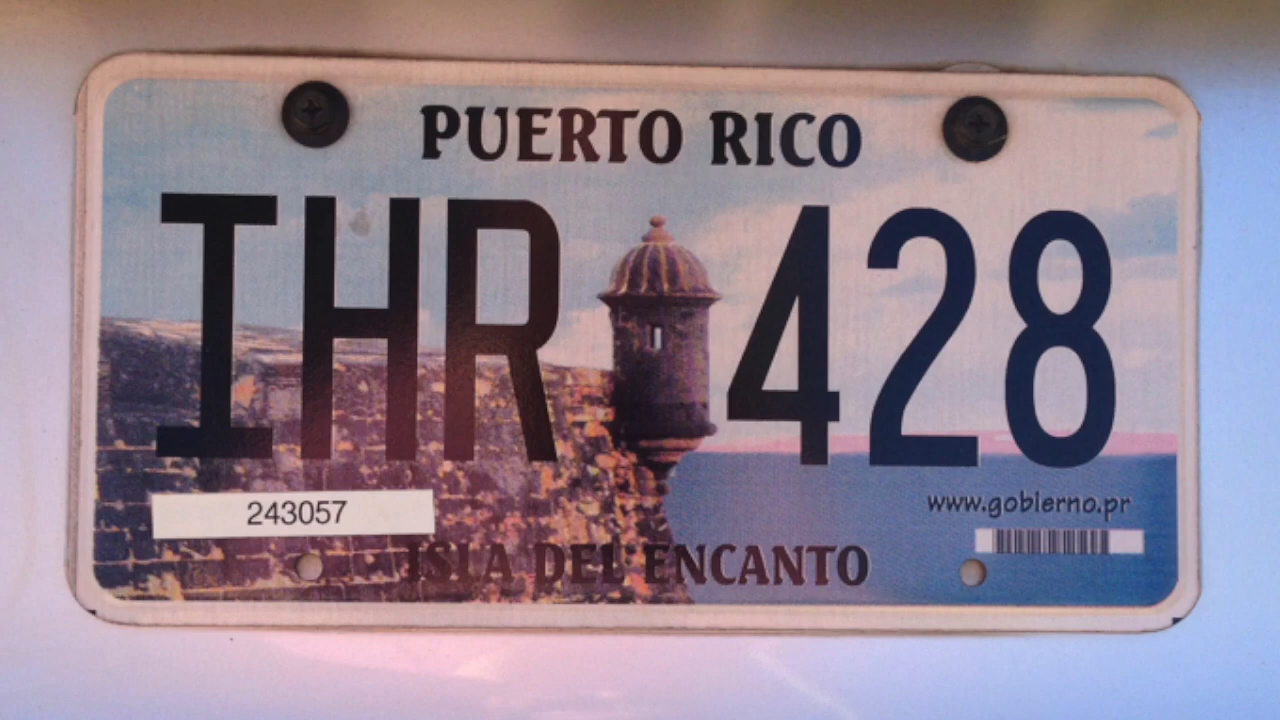 PUERTO RICO
IHR 428
243057
www.gobierno.pr
ISLA DEL ENCANTO